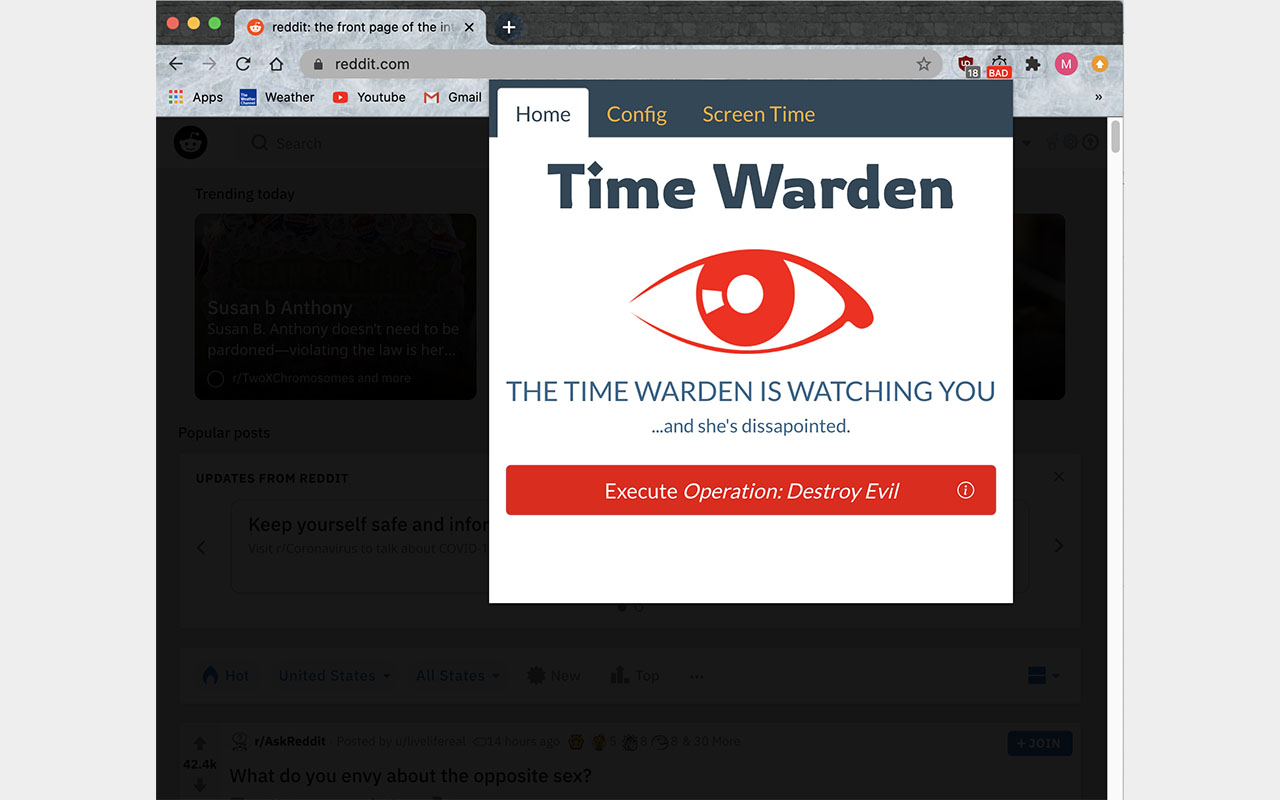 reddit: the front page of the int
reddit.com
18
BAD
M
Apps
Weather
Youtube
Gmail
»
Home
Config
Screen Time
Time Warden
THE TIME WARDEN IS WATCHING YOU
...and she's dissapointed.
Execute Operation: Destroy Evil
Search
Trending today
Susan b Anthony
Susan B. Anthony doesn't need to be
pardoned—violating the law is her...
r/TwoXChromosomes and more
Popular posts
UPDATES FROM REDDIT
Keep yourself safe and infor
Visit r/Coronavirus to talk about COVID-1
Hot
United States
All States
New
Top
...
r/AskReddit · Posted by u/livelifereal 14 hours ago 5 8 8 & 30 More
+ JOIN
42.4k
What do you envy about the opposite sex?